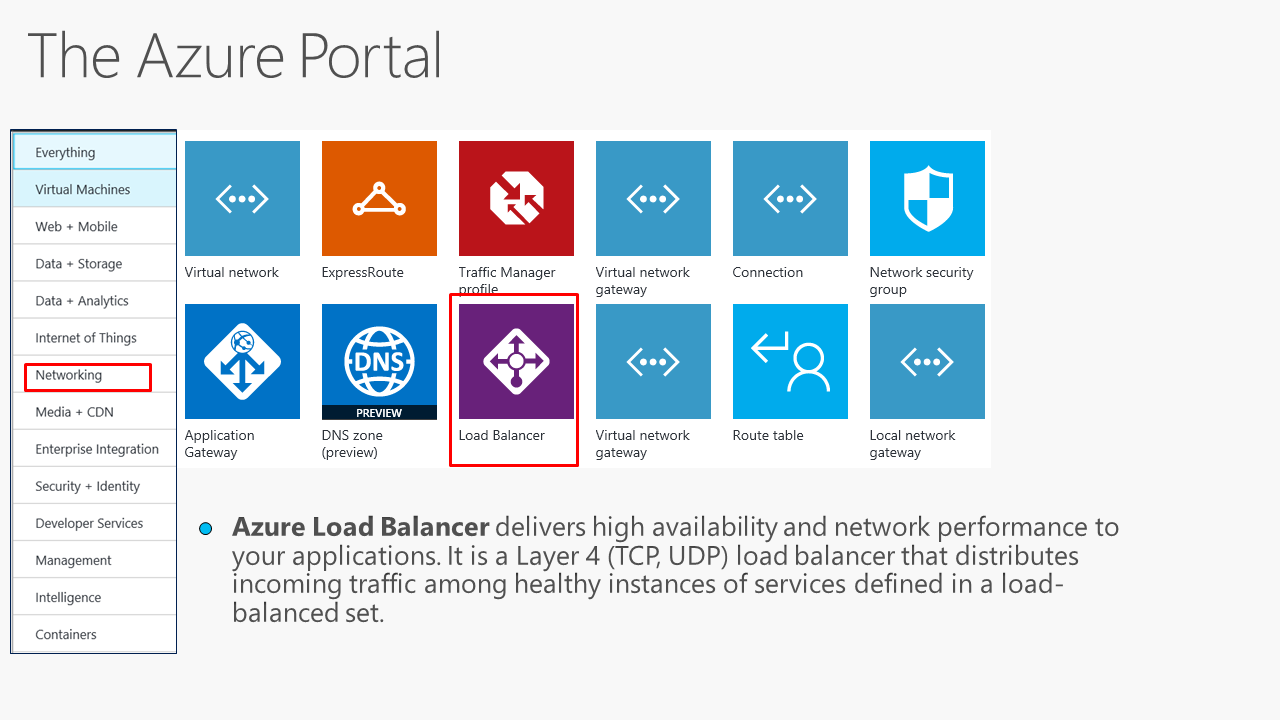 The Azure Portal
Everything
Virtual Machines
Web + Mobile
Data + Storage
Data + Analytics
Internet of Things
Networking
Media + CDN
Enterprise Integration
Security + Identity
Developer Services
Management
Intelligence
Containers
Virtual network
ExpressRoute
Traffic Manager
profile
Virtual network
gateway
Connection
Network security
group
Application
Gateway
DNS
PREVIEW
DNS zone
(preview)
Load Balancer
Virtual network
gateway
Route table
Local network
gateway
Azure Load Balancer delivers high availability and network performance to
your applications. It is a Layer 4 (TCP, UDP) load balancer that distributes
incoming traffic among healthy instances of services defined in a load-
balanced set.